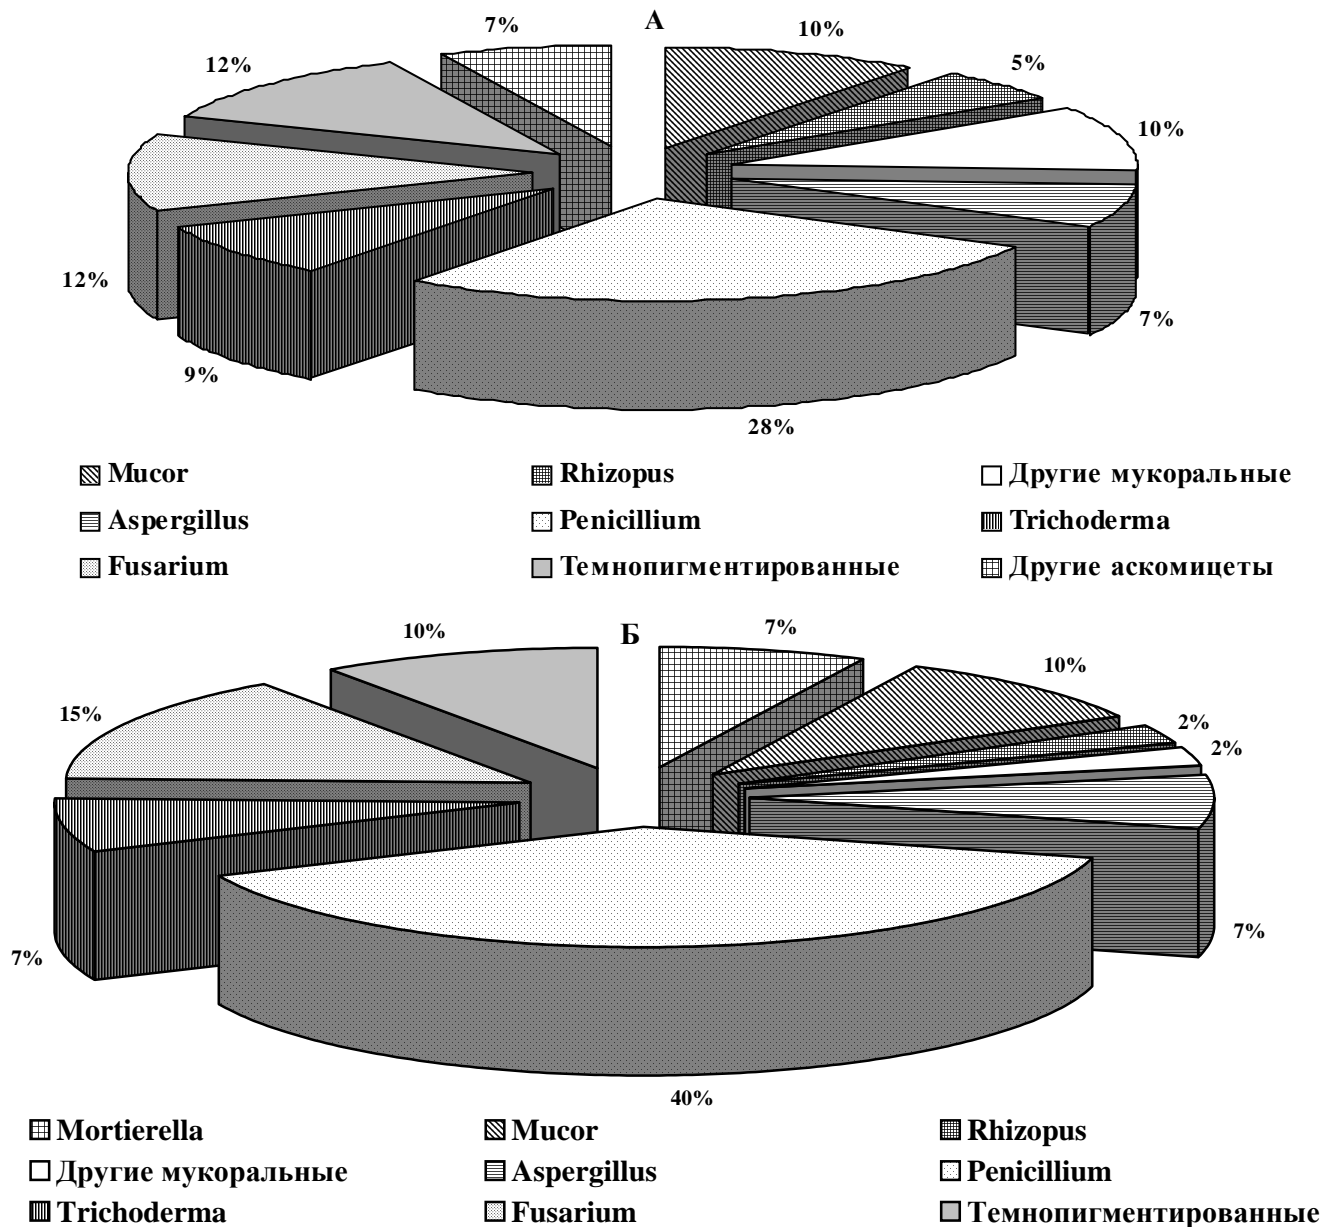 А
7%
10%
12%
5%
10%
12%
7%
9%
28%
Mucor Rhizopus Другие мукоральные
Aspergillus Penicillium Trichoderma
Fusarium Темнопигментированные Другие аскомицеты
Б
10%
7%
10%
15%
2%
2%
7%
7%
40%
Mortierella Mucor Rhizopus
Другие мукоральные Aspergillus Penicillium
Trichoderma Fusarium Темнопигментированные